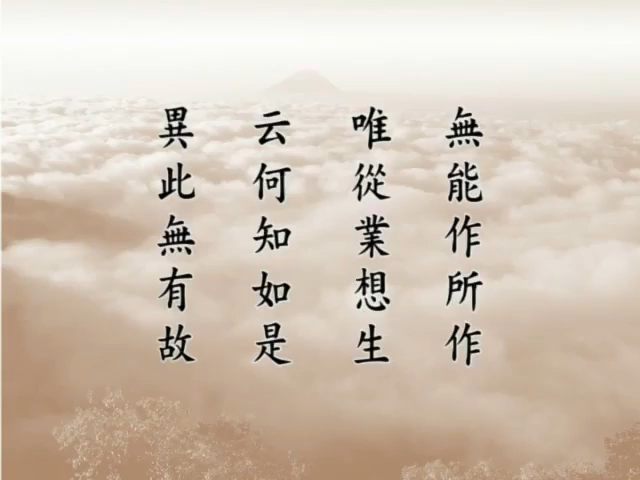 無能作所作
唯從業想生
云何知如是
異此無有故